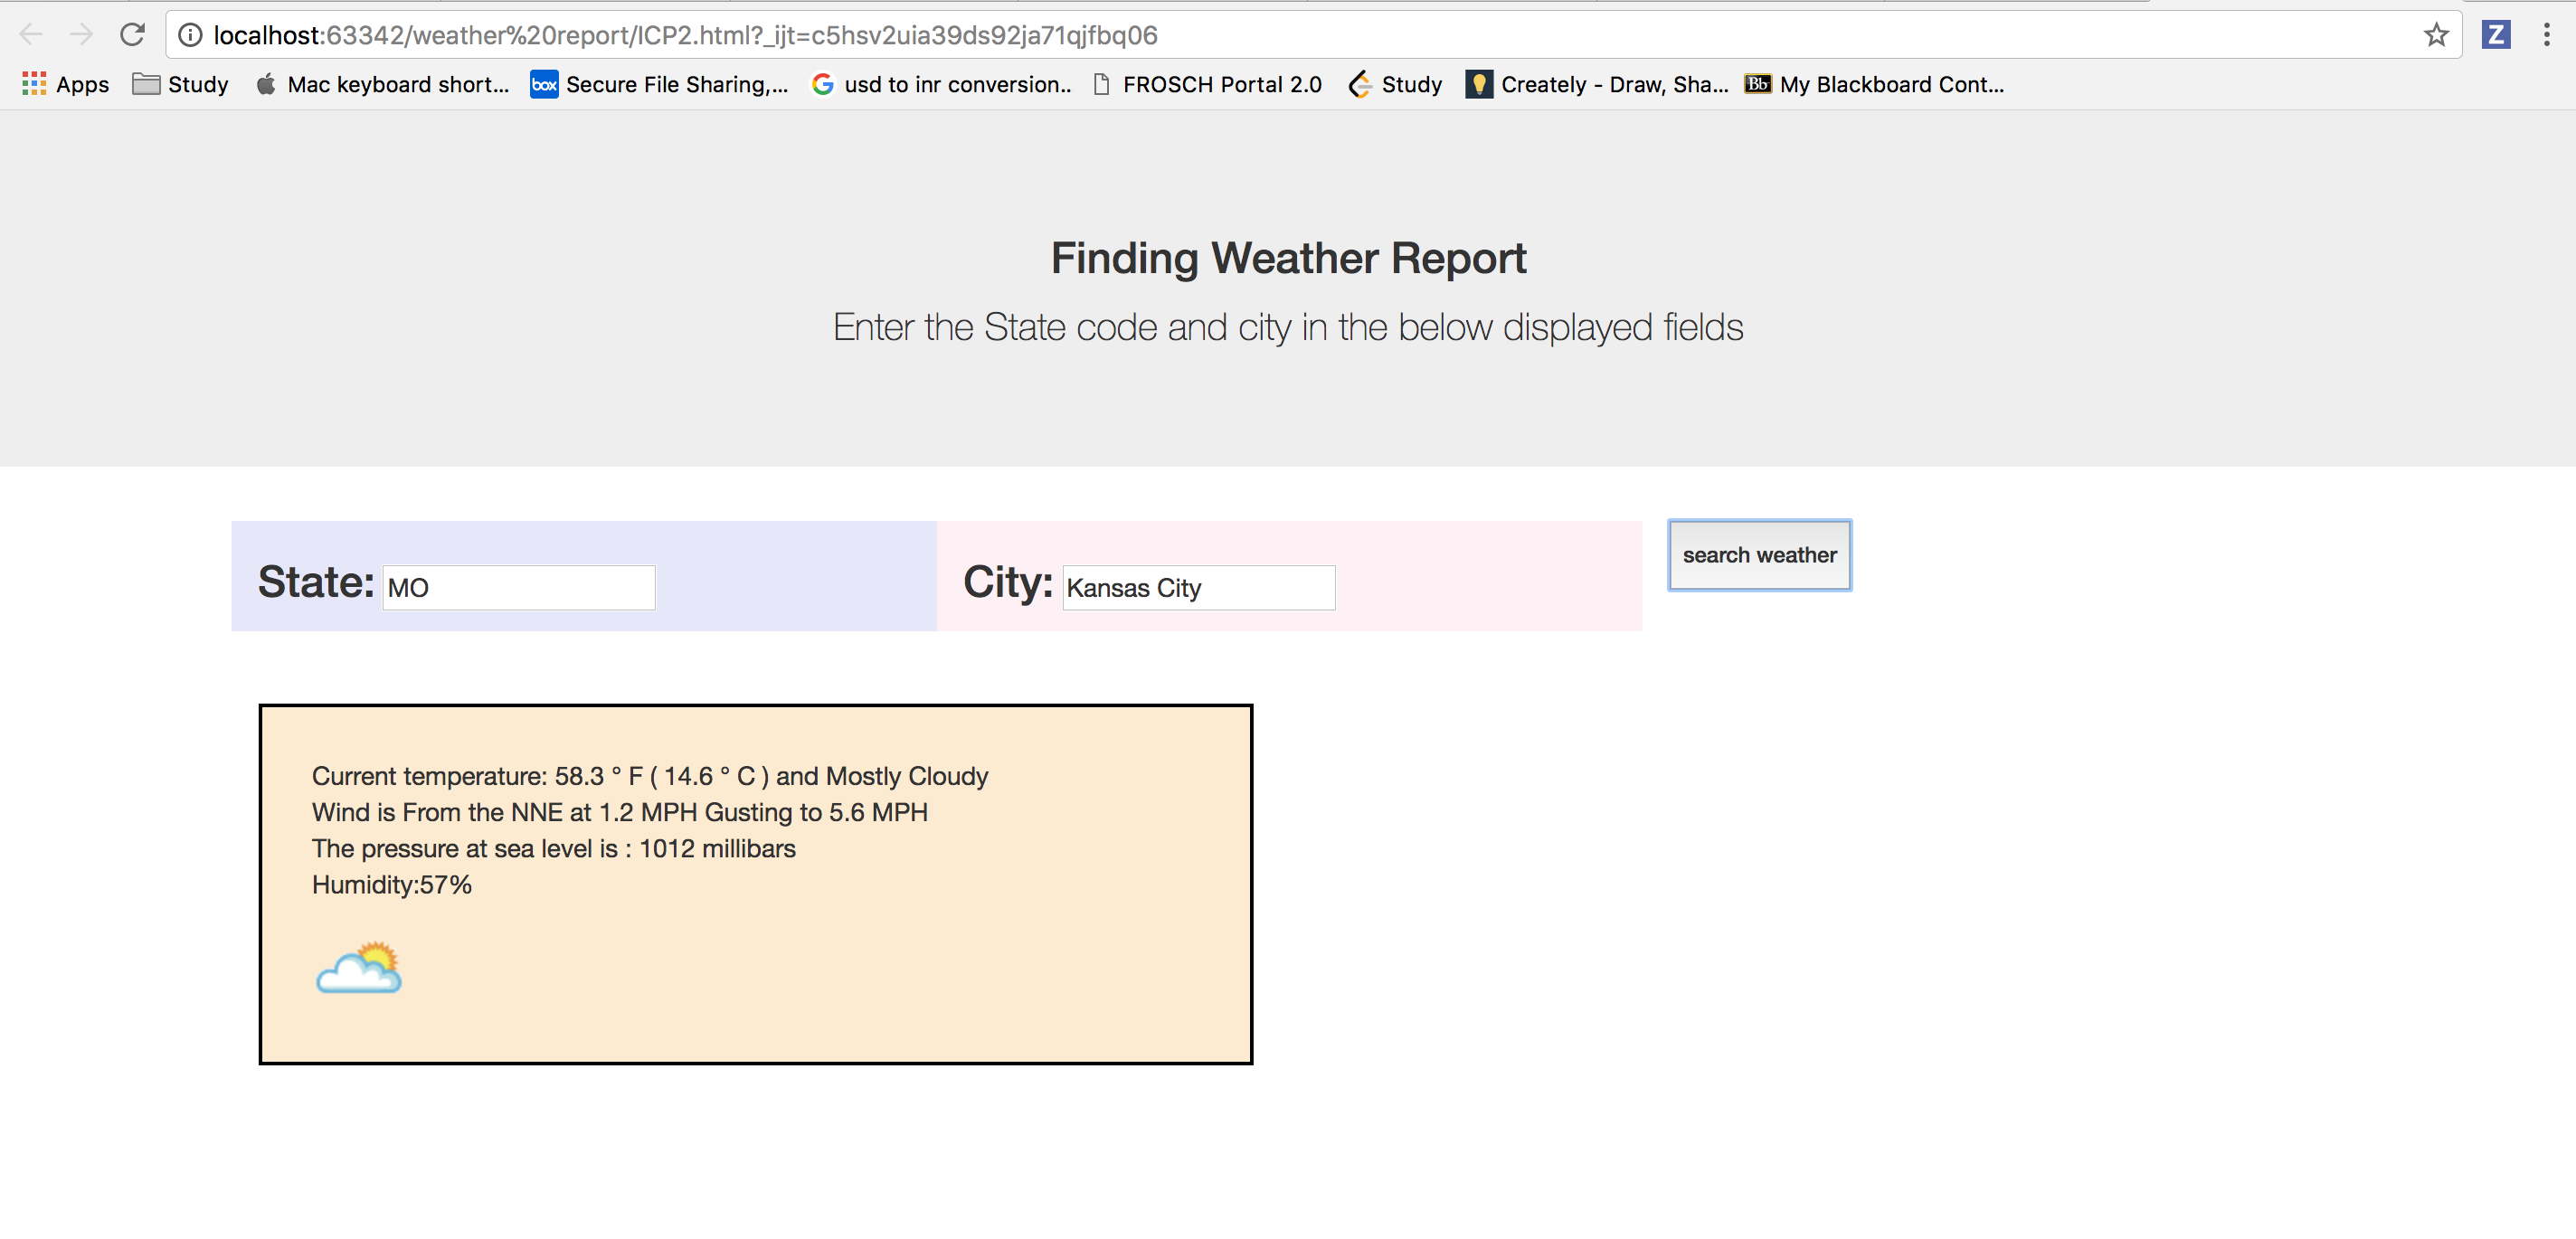 localhost:63342/weather%20report/ICP2.html?_ijt=c5hsv2uia39ds92ja71qjfbq06
Z
Apps Study Mac keyboard short... box Secure File Sharing,... G usd to inr conversion... FROSCH Portal 2.0 Study Creately - Draw, Sha... Bb My Blackboard Cont...
Finding Weather Report
Enter the State code and city in the below displayed fields
State: MO City: Kansas City search weather
Current temperature: 58.3 ° F ( 14.6 ° C ) and Mostly Cloudy
Wind is From the NNE at 1.2 MPH Gusting to 5.6 MPH
The pressure at sea level is : 1012 millibars
Humidity:57%